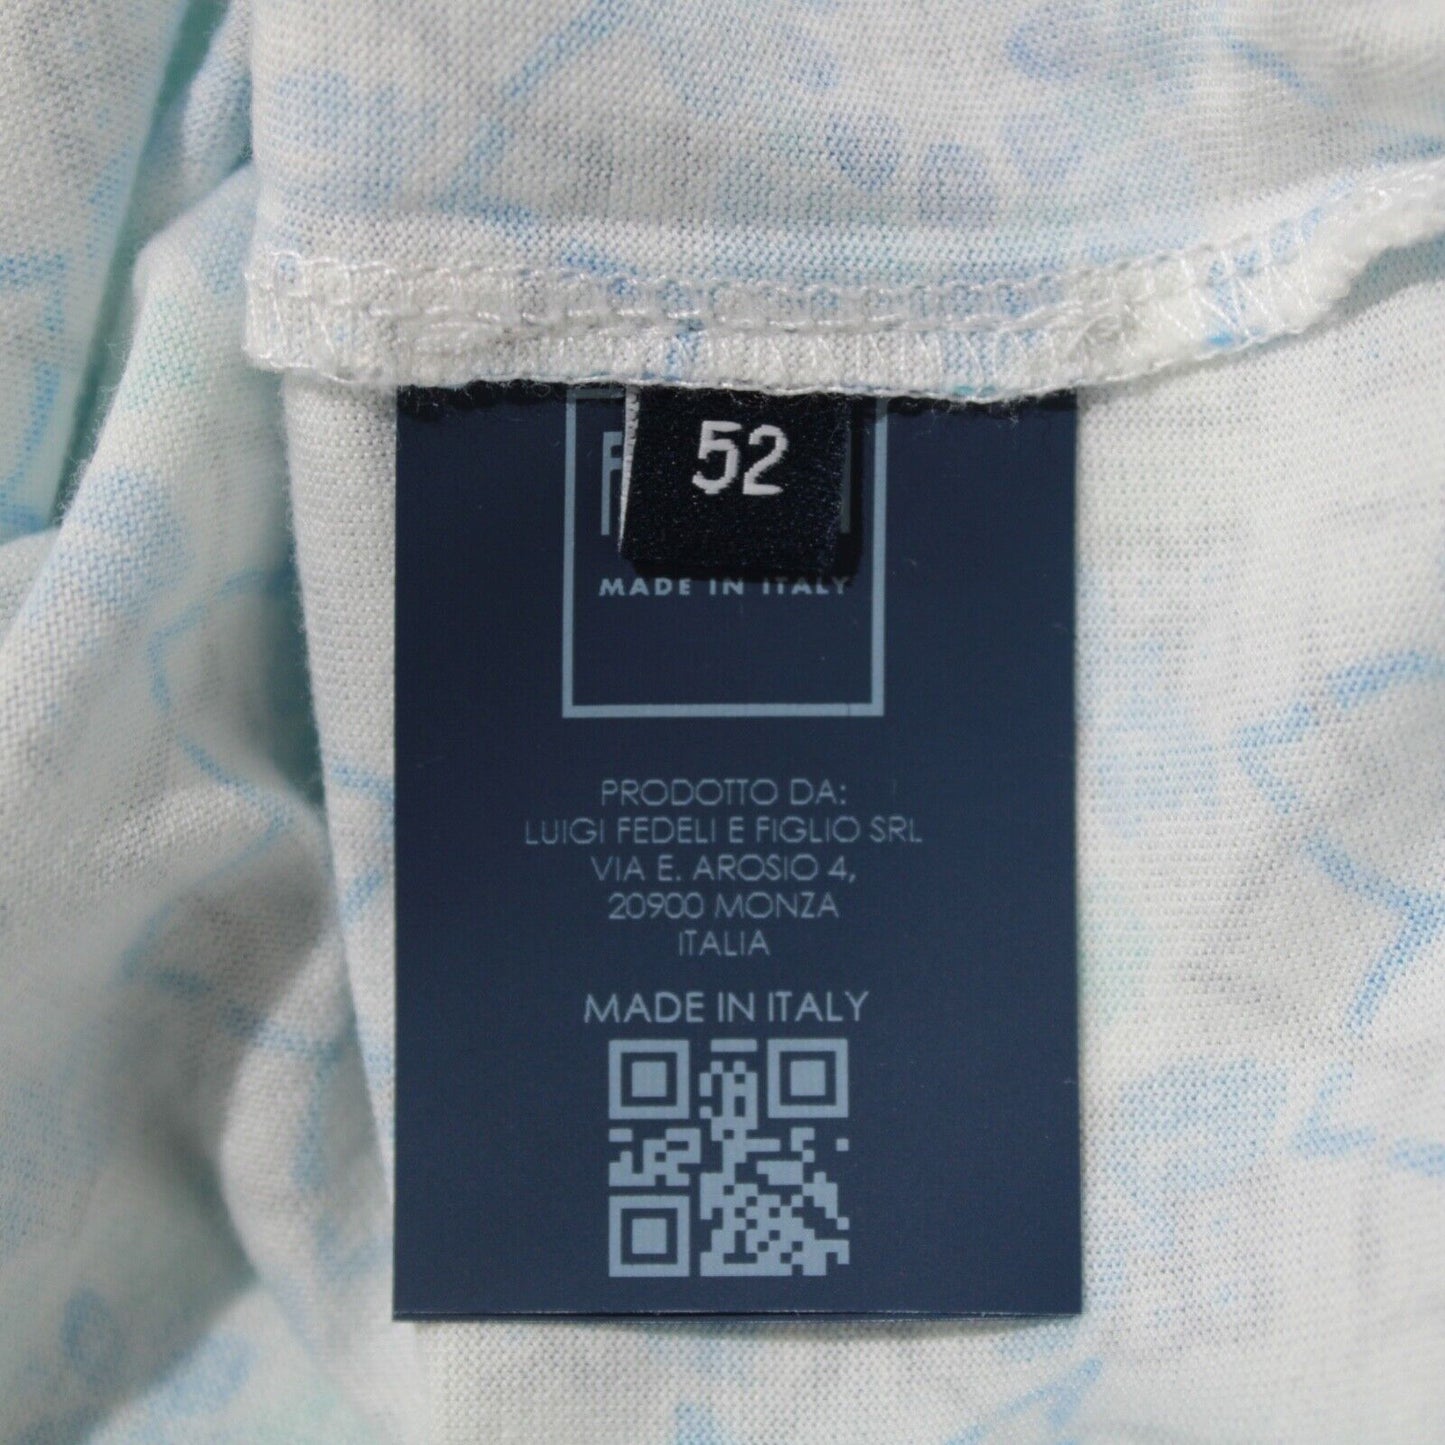 52
MADE IN ITALY
PRODOTTO DA:
LUIGI FEDELI E FIGLIO SRL
VIA E. AROSIO 4,
20900 MONZA
ITALIA
MADE IN ITALY